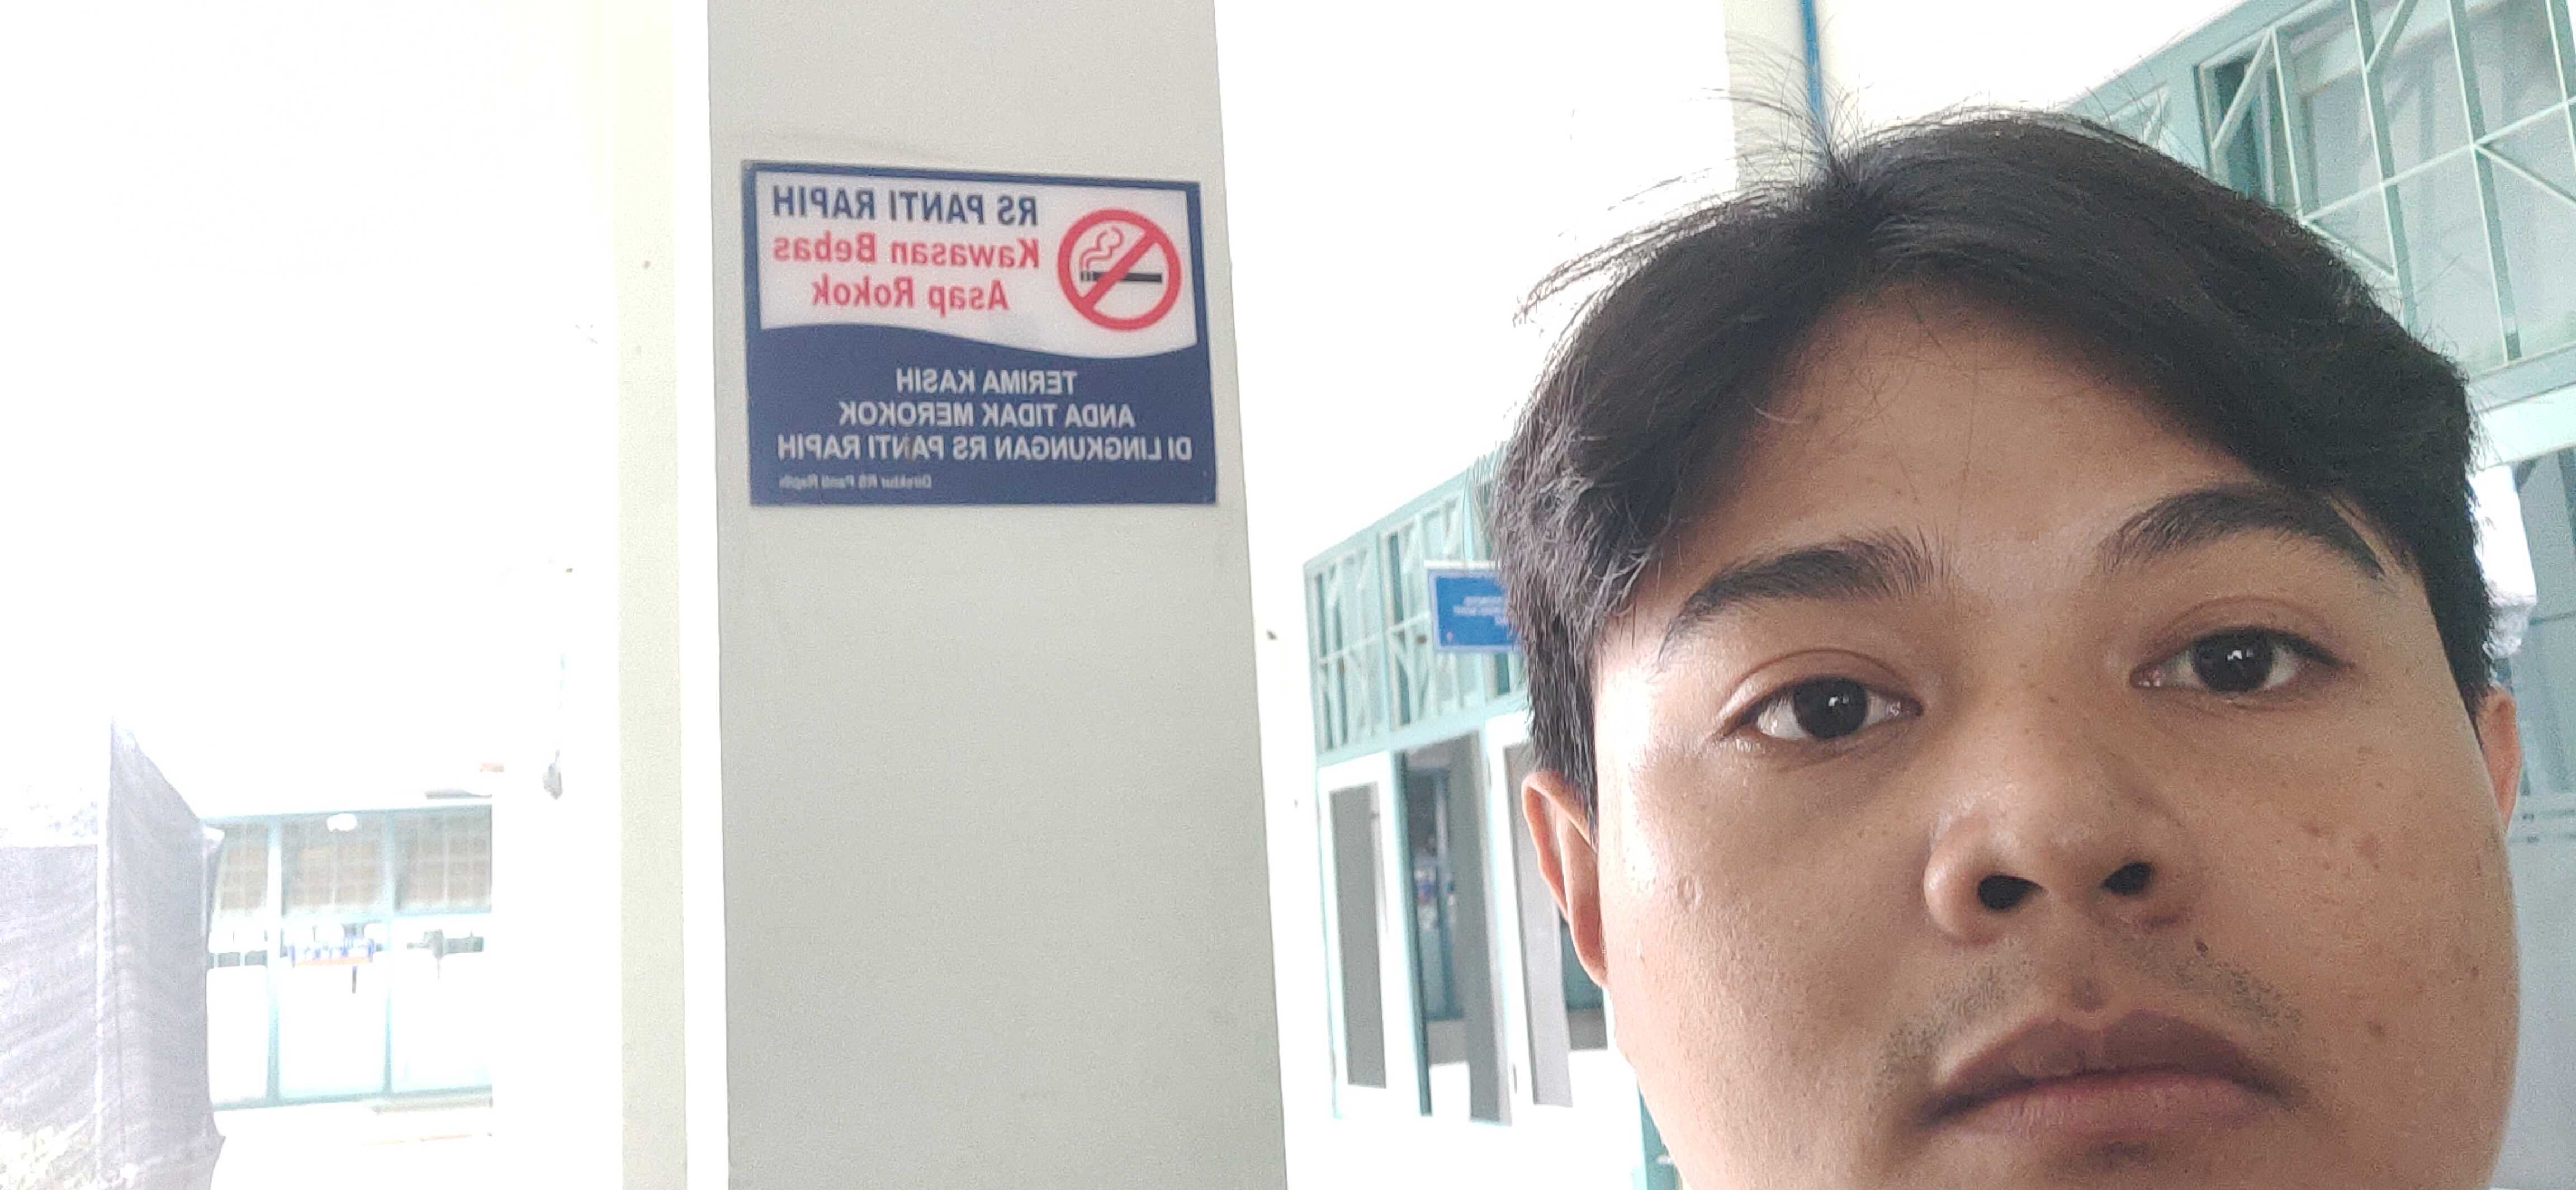 RS PANTI RAPIH
Kawasan Bebas
Asap Rokok
TERIMA KASIH
ANDA TIDAK MEROKOK
DI LINGKUNGAN RS PANTI RAPIH
Direktur RS Panti Rapih